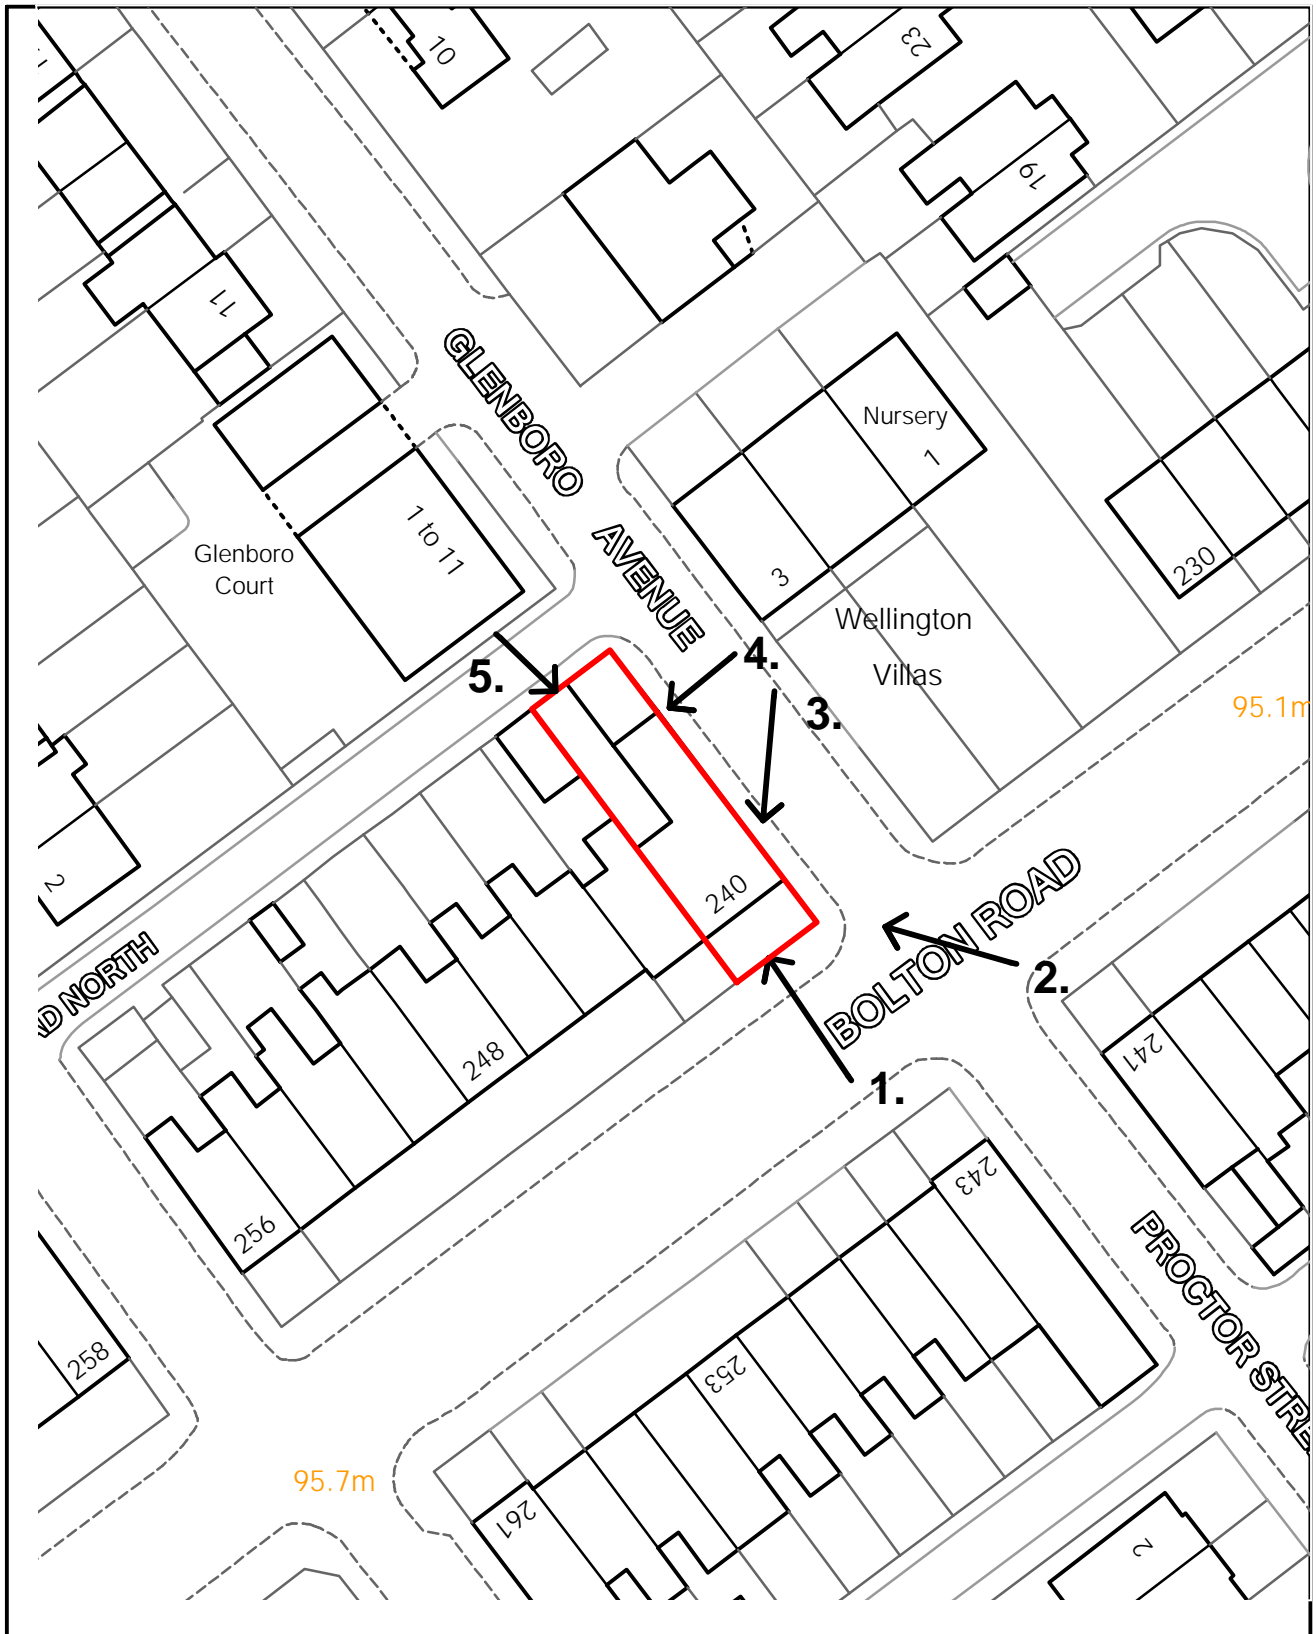 10
23
19
11
GLENBORO
Nursery
1
1 to 11
Glenboro
Court
AVENUE
3
230
Wellington
Villas
4.
5.
3.
95.1m
2
240
BOLTON ROAD
2.
NORTH
241
248
1.
243
256
PROCTOR
258
253
95.7m
261
2